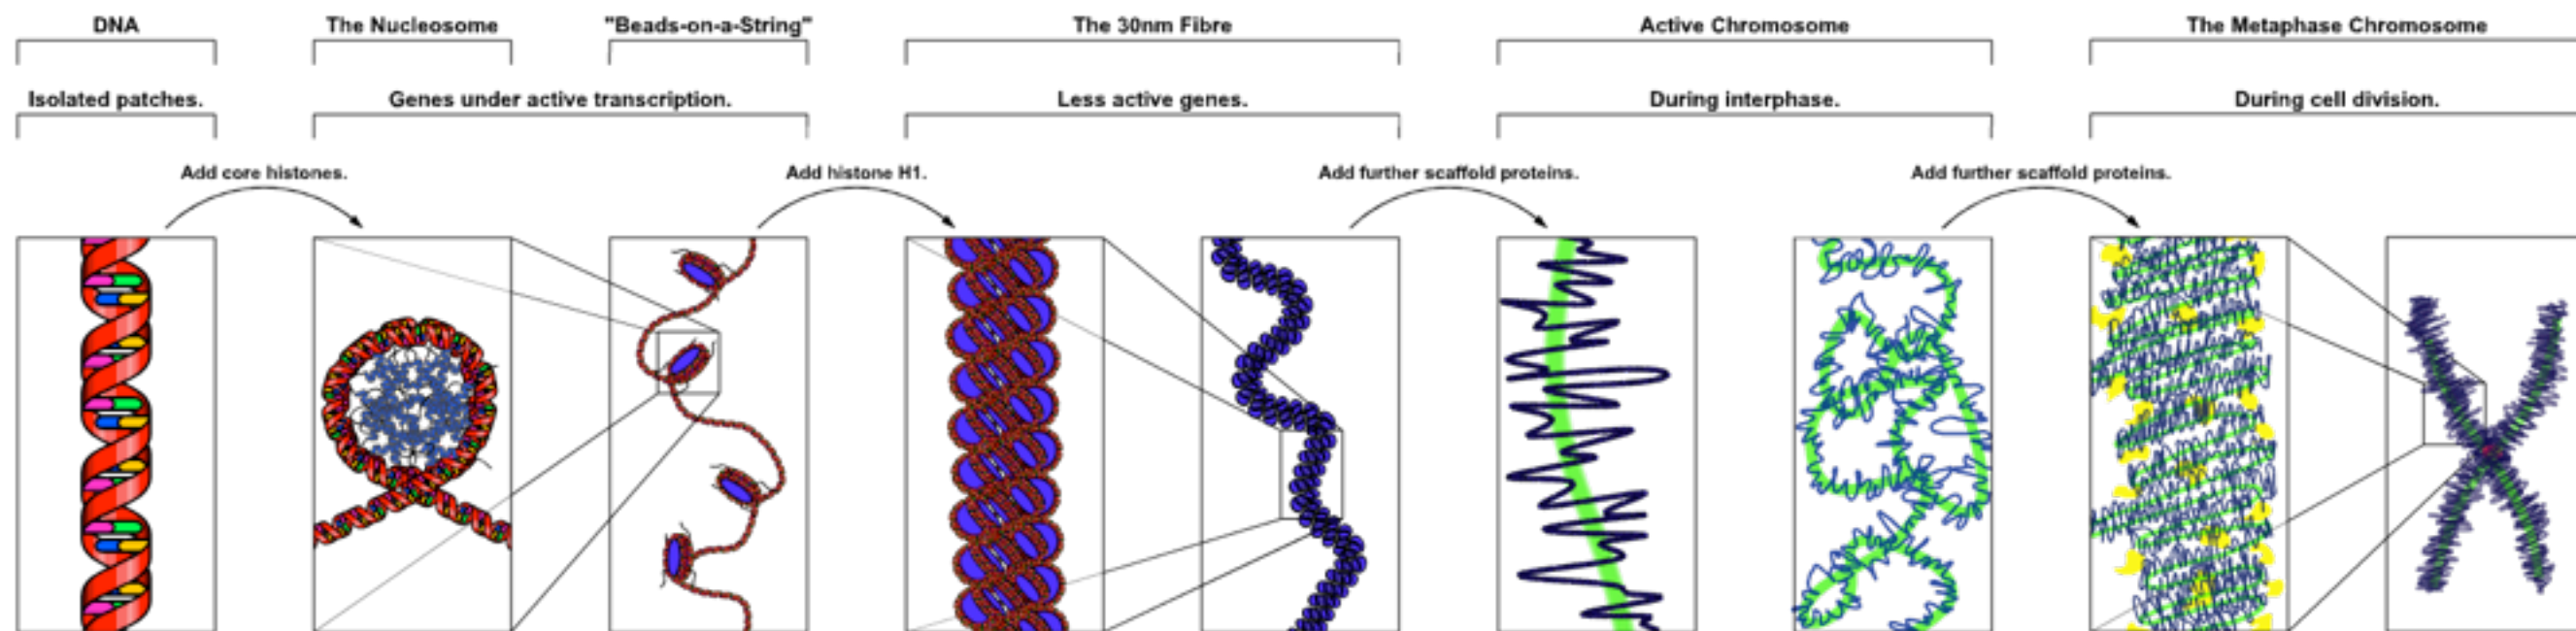 DNA
The Nucleosome
"Beads-on-a-String"
The 30nm Fibre
Active Chromosome
The Metaphase Chromosome
Isolated patches.
Genes under active transcription.
Less active genes.
During interphase.
During cell division.
Add core histones.
Add histone H1.
Add further scaffold proteins.
Add further scaffold proteins.